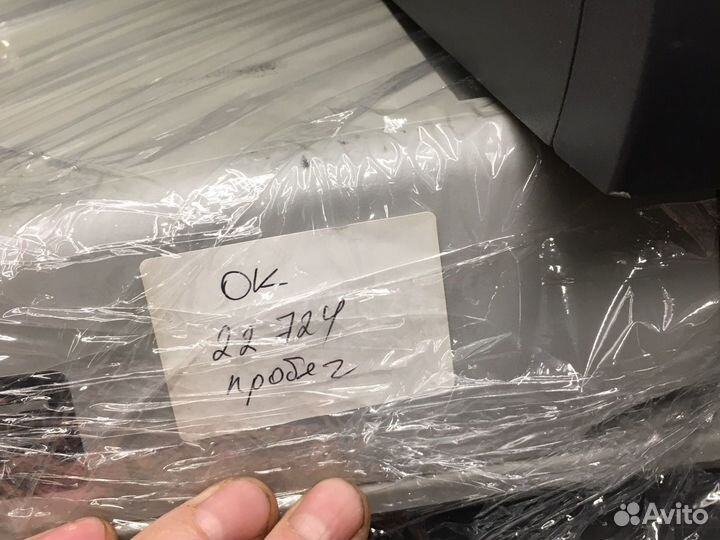 ок-
22 724
пробег
Avito